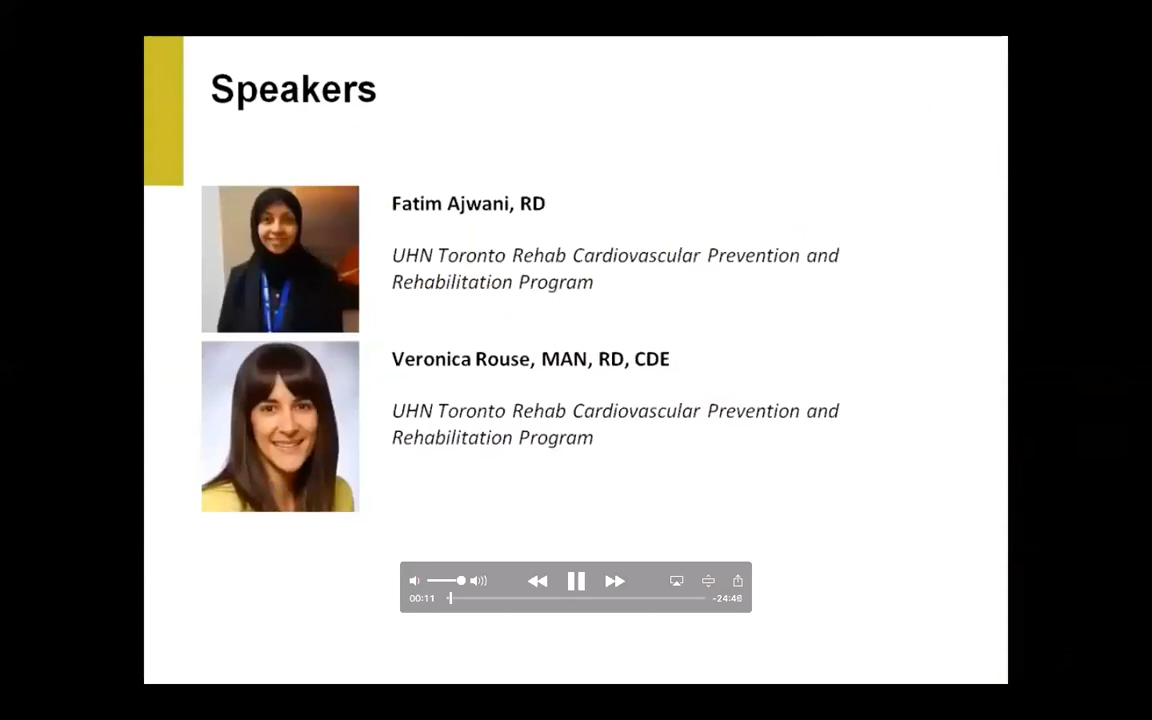 Speakers
Fatim Ajwani, RD
UHN Toronto Rehab Cardiovascular Prevention and
Rehabilitation Program
Veronica Rouse, MAN, RD, CDE
UHN Toronto Rehab Cardiovascular Prevention and
Rehabilitation Program
00:11
-24:46